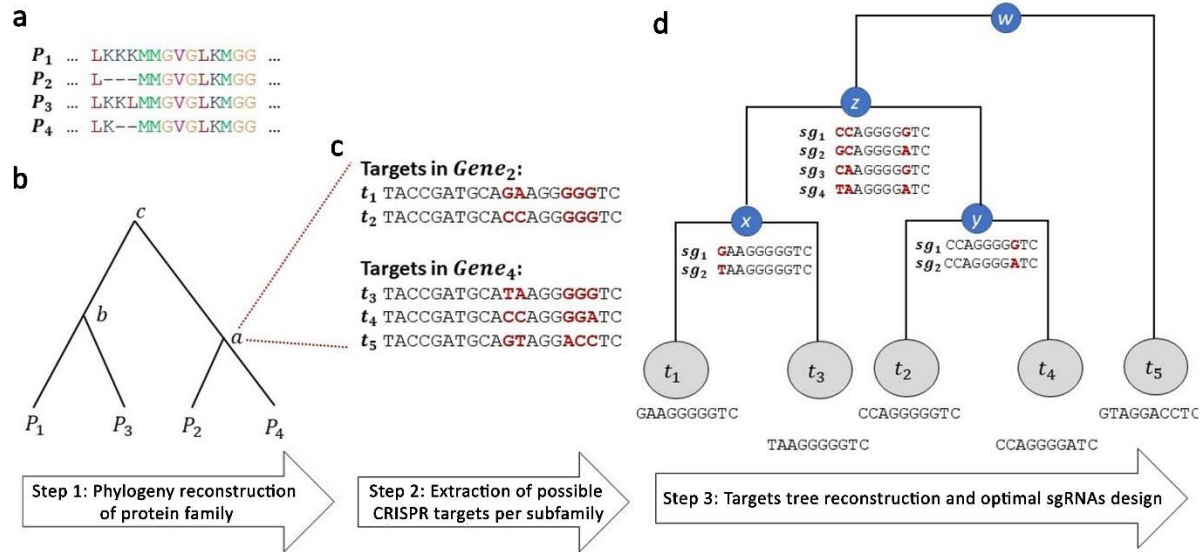 a
P1 ... LKKKMMGVGLKMGG ...
P2 ... L---MMGVGLKMGG ...
P3 ... LKKLMMGVGLKMGG ...
P4 ... LK--MMGVGLKMGG ...
b
c
b
a
P1 P3 P2 P4
c
Targets in Gene2:
t1 TACCGATGCAGAAGGGGGTC
t2 TACCGATGCACCAGGGGGTC
Targets in Gene4:
t3 TACCGATGCATAAGGGGGTC
t4 TACCGATGCACCAGGGGATC
t5 TACCGATGCAGTAGGACCTC
d
w
z
sg1 CCAGGGGGTC
sg2 GCAGGGGATC
sg3 CAAGGGGGTC
sg4 TAAGGGGATC
x
sg1 GAAGGGGGTC
sg2 TAAGGGGGTC
y
sg1 CCAGGGGGTC
sg2 CCAGGGGATC
t1 t3 t2 t4 t5
GAAGGGGGTC CCAGGGGGTC GTAGGACCTC
TAAGGGGGTC CCAGGGGATC
Step 1: Phylogeny reconstruction
of protein family
Step 2: Extraction of possible
CRISPR targets per subfamily
Step 3: Targets tree reconstruction and optimal sgRNAs design